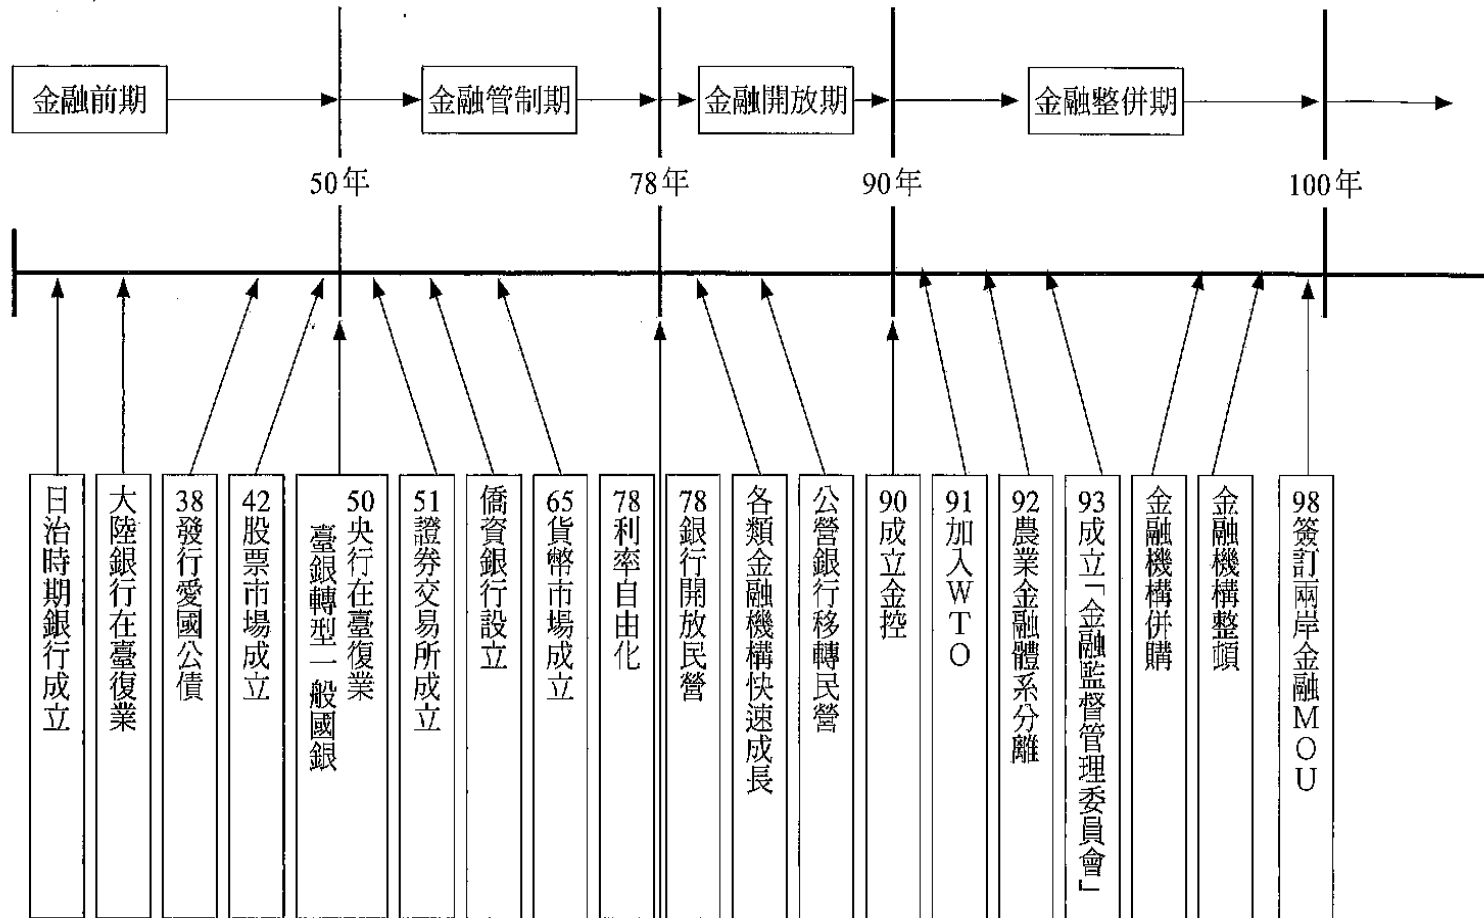 金融前期
金融管制期
金融開放期
金融整併期
50年
78年
90年
100年
日治時期銀行成立
大陸銀行在臺復業
38發行愛國公債
42股票市場成立
50央行在臺復業
臺銀轉型一般國銀
51證券交易所成立
僑資銀行設立
65貨幣市場成立
78利率自由化
78銀行開放民營
各類金融機構快速成長
公營銀行移轉民營
90成立金控
91加入WTO
92農業金融體系分離
93成立「金融監督管理委員會」
金融機構併購
金融機構整頓
98簽訂兩岸金融MOU